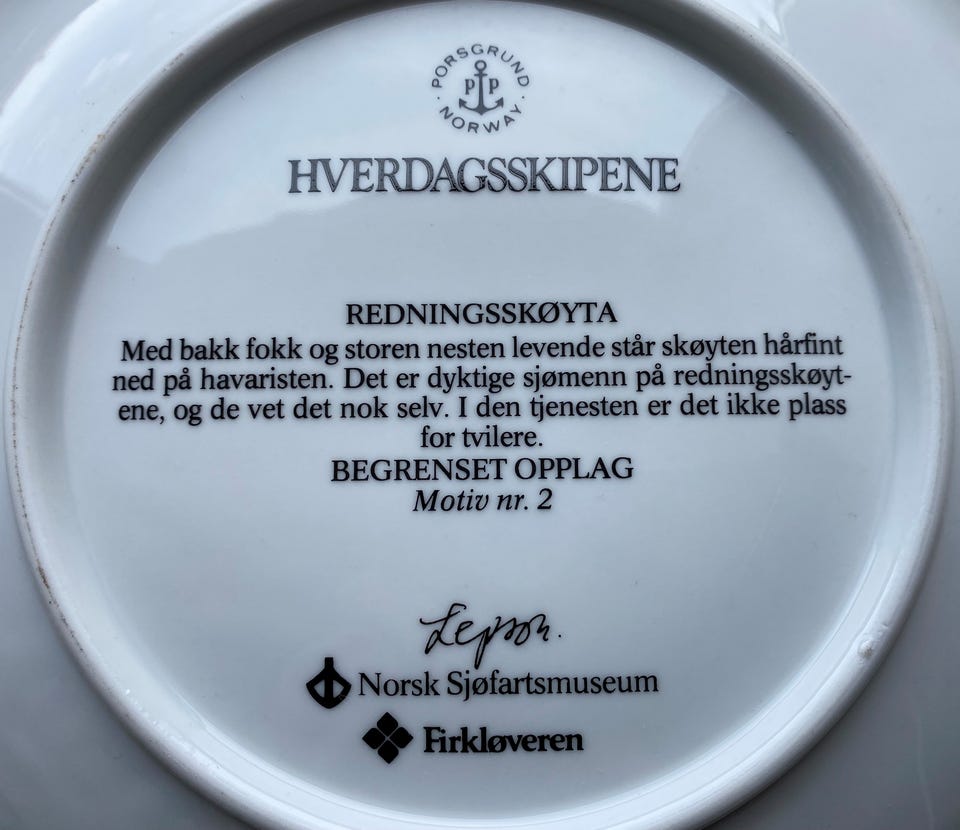 PORSGRUND
PP
NORWAY
HVERDAGSSKIPENE
REDNINGSSKØYTA
Med bakk fokk og storen nesten levende står skøyten hårfint
ned på havaristen. Det er dyktige sjømenn på redningsskøyt-
ene, og de vet det nok selv. I den tjenesten er det ikke plass
for tvilere.
BEGRENSET OPPLAG
Motiv nr. 2
Lepson.
Norsk Sjøfartsmuseum
Firkløveren